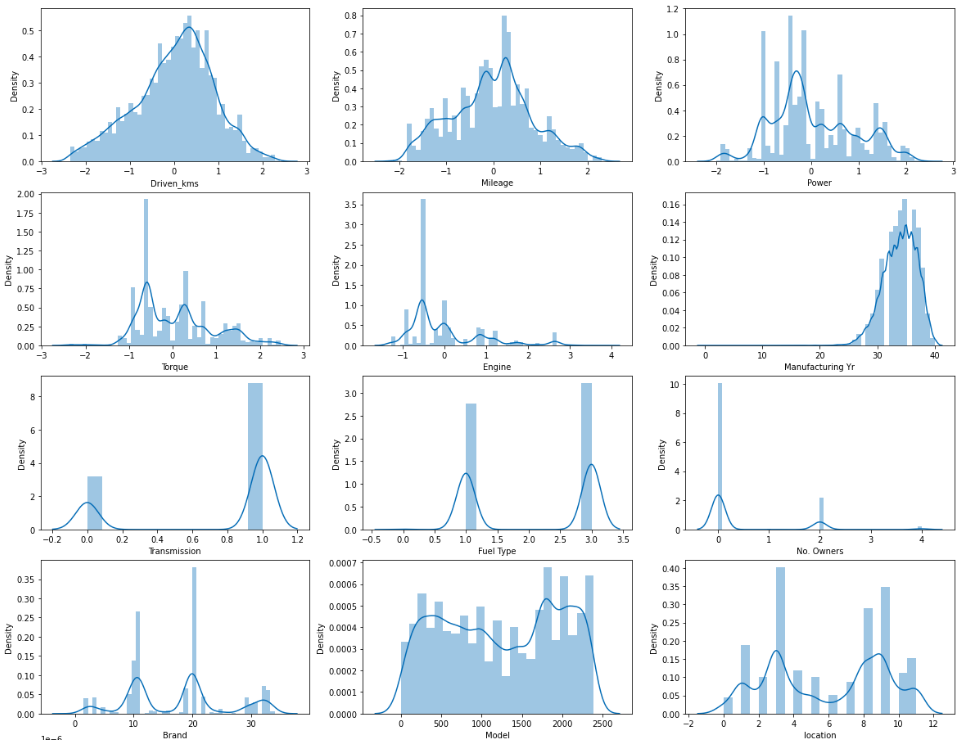 0.5
0.4
0.3
0.2
0.1
0.0
Density
−3 −2 −1 0 1 2 3
Driven_kms
0.8
0.7
0.6
0.5
0.4
0.3
0.2
0.1
0.0
Density
−2 −1 0 1 2
Mileage
1.2
1.0
0.8
0.6
0.4
0.2
0.0
Density
−2 −1 0 1 2 3
Power
2.00
1.75
1.50
1.25
1.00
0.75
0.50
0.25
0.00
Density
−3 −2 −1 0 1 2 3
Torque
3.5
3.0
2.5
2.0
1.5
1.0
0.5
0.0
Density
−1 0 1 2 3 4
Engine
0.16
0.14
0.12
0.10
0.08
0.06
0.04
0.02
0.00
Density
0 10 20 30 40
Manufacturing Yr
8
6
4
2
0
Density
−0.2 0.0 0.2 0.4 0.6 0.8 1.0 1.2
Transmission
3.0
2.5
2.0
1.5
1.0
0.5
0.0
Density
−0.5 0.0 0.5 1.0 1.5 2.0 2.5 3.0 3.5
Fuel Type
10
8
6
4
2
0
Density
0 1 2 3 4
No. Owners
0.35
0.30
0.25
0.20
0.15
0.10
0.05
0.00
Density
0 10 20 30
Brand
1e−6
0.0007
0.0006
0.0005
0.0004
0.0003
0.0002
0.0001
0.0000
Density
0 500 1000 1500 2000 2500
Model
0.40
0.35
0.30
0.25
0.20
0.15
0.10
0.05
0.00
Density
−2 0 2 4 6 8 10 12
location